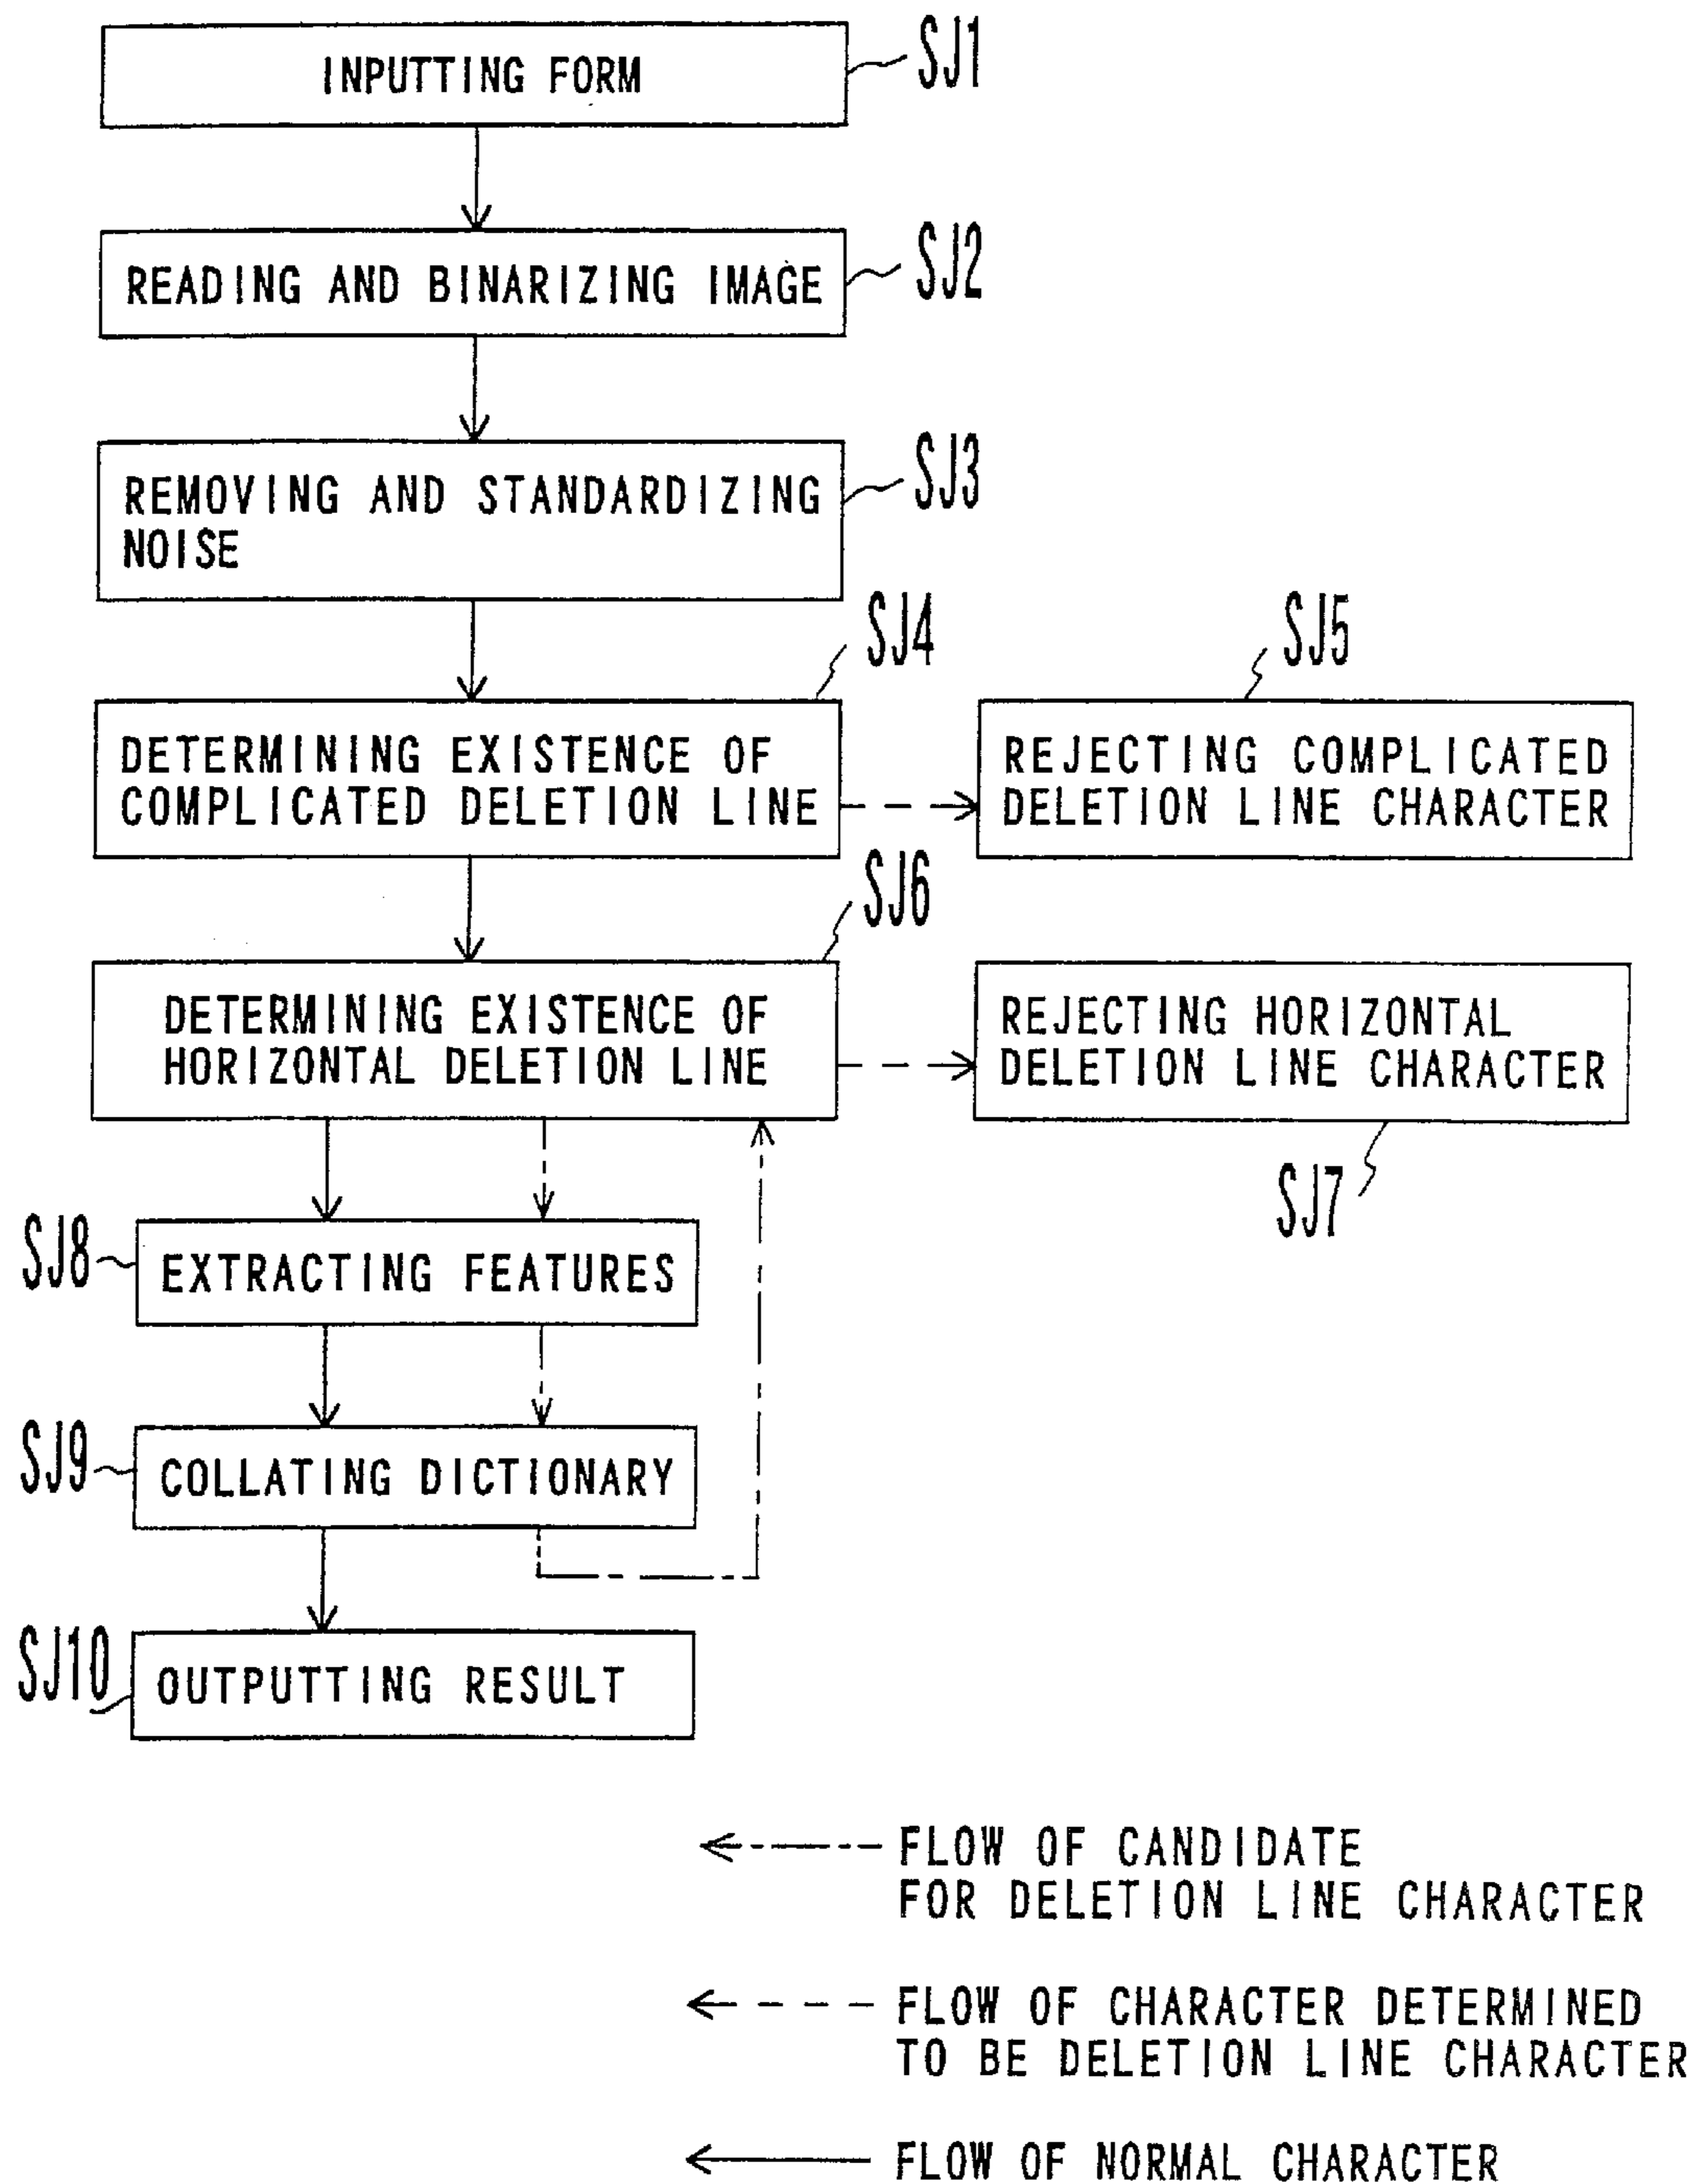 INPUTTING FORM
SJ1
READING AND BINARIZING IMAGE
SJ2
REMOVING AND STANDARDIZING
NOISE
SJ3
SJ4
DETERMINING EXISTENCE OF
COMPLICATED DELETION LINE
SJ5
REJECTING COMPLICATED
DELETION LINE CHARACTER
SJ6
DETERMINING EXISTENCE OF
HORIZONTAL DELETION LINE
REJECTING HORIZONTAL
DELETION LINE CHARACTER
SJ7
SJ8
EXTRACTING FEATURES
SJ9
COLLATING DICTIONARY
SJ10
OUTPUTTING RESULT
FLOW OF CANDIDATE
FOR DELETION LINE CHARACTER
FLOW OF CHARACTER DETERMINED
TO BE DELETION LINE CHARACTER
FLOW OF NORMAL CHARACTER